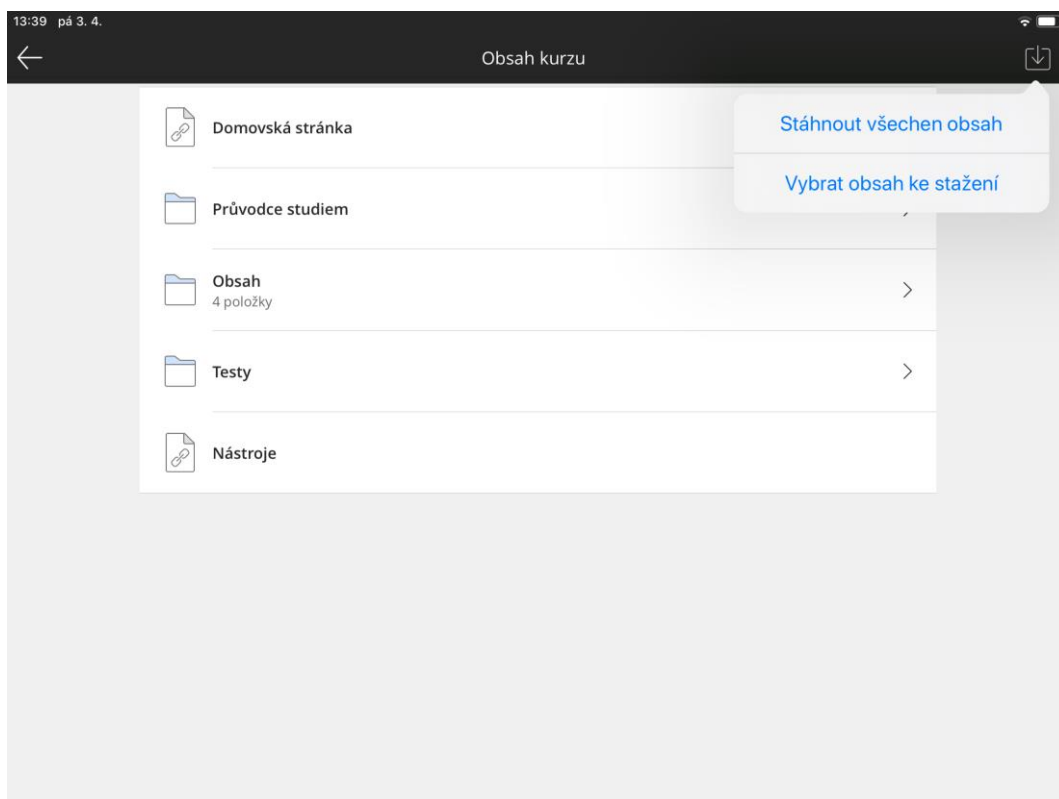 13:39 pá 3. 4.
Obsah kurzu
Stáhnout všechen obsah
Vybrat obsah ke stažení
Domovská stránka
Průvodce studiem
Obsah
4 položky
Testy
Nástroje